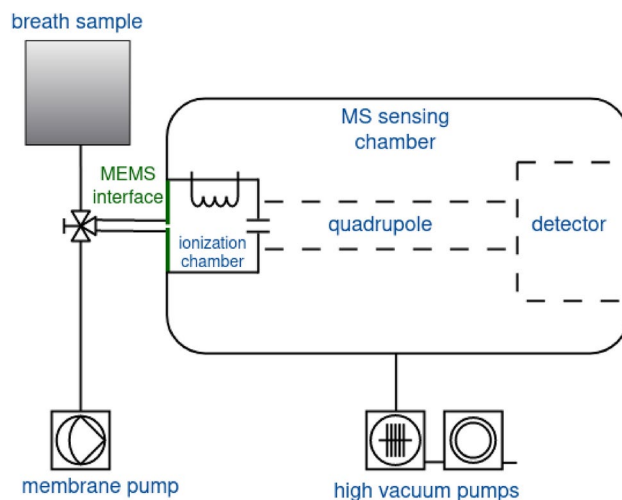 breath sample
MS sensing
chamber
MEMS
interface
ionization
chamber
quadrupole
detector
membrane pump
high vacuum pumps